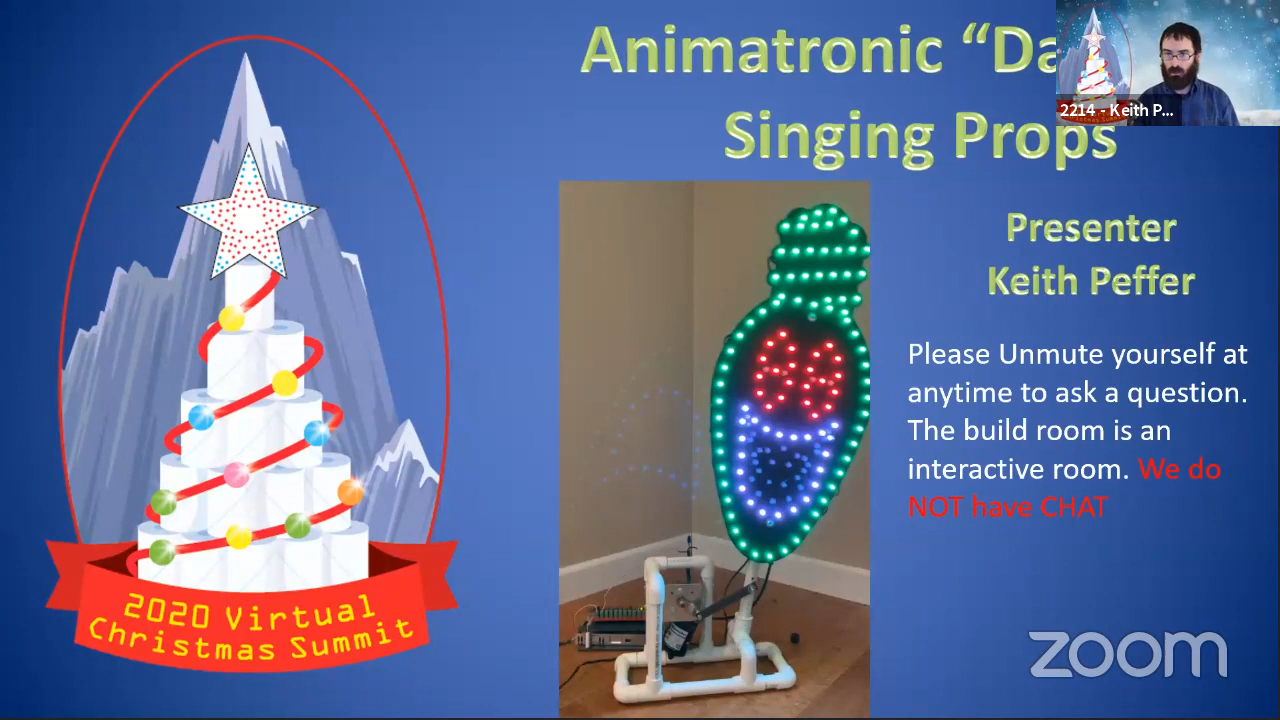 Animatronic “Da
Singing Props
2214 - Keith P...
Presenter
Keith Peffer
Please Unmute yourself at
anytime to ask a question.
The build room is an
interactive room. We do
NOT have CHAT
2020 Virtual
Christmas Summit
zoom